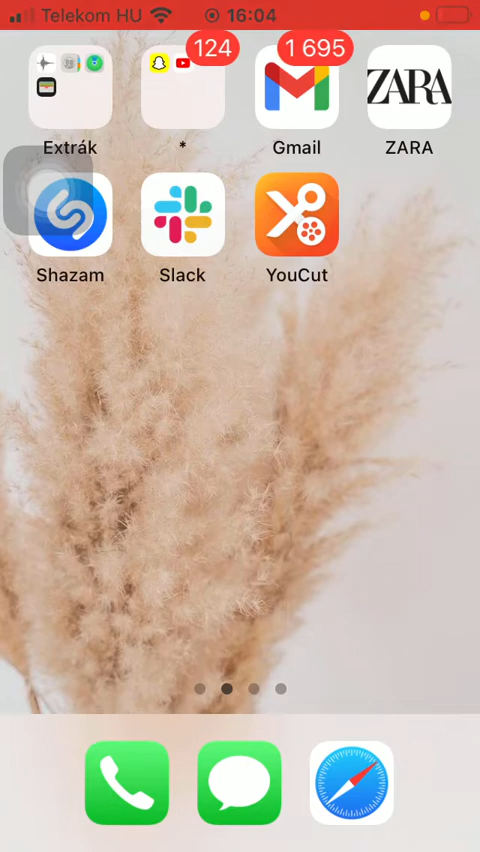 Telekom HU 16:04
124
1 695
ZARA
Extrák
*
Gmail
ZARA
Shazam
Slack
YouCut